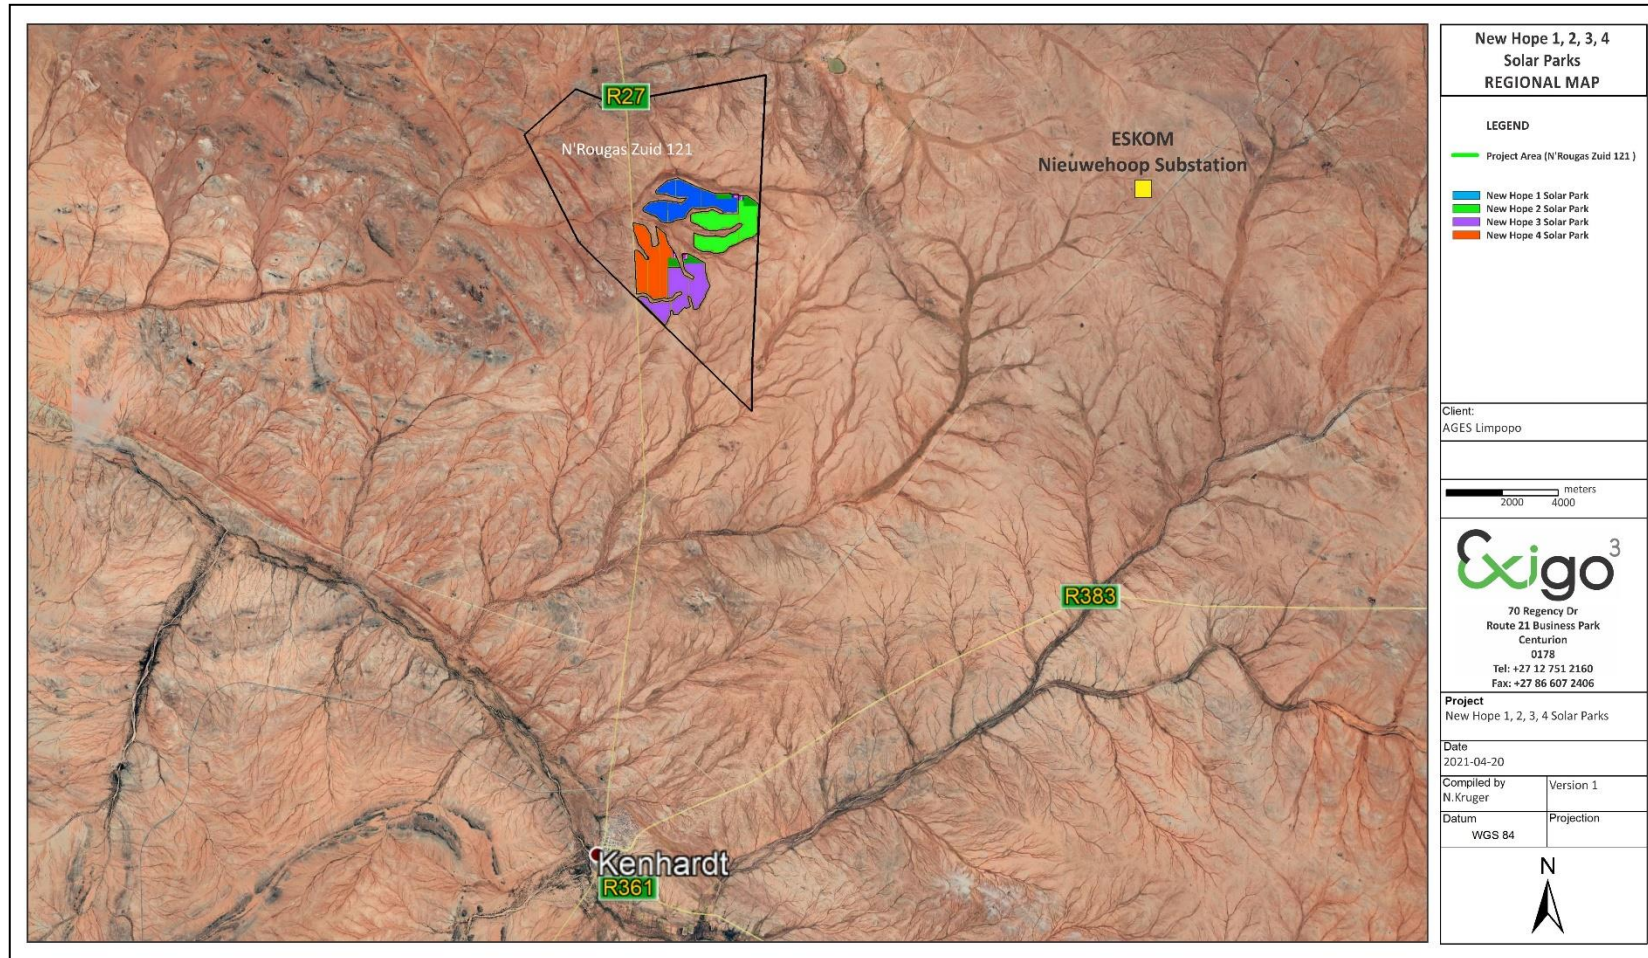 R27
N'Rougas Zuid 121
ESKOM
Nieuwehoop Substation
R383
Kenhardt
R361
New Hope 1, 2, 3, 4
Solar Parks
REGIONAL MAP
LEGEND
Project Area (N'Rougas Zuid 121 )
New Hope 1 Solar Park
New Hope 2 Solar Park
New Hope 3 Solar Park
New Hope 4 Solar Park
Client:
AGES Limpopo
meters
2000 4000
Exigo3
70 Regency Dr
Route 21 Business Park
Centurion
0178
Tel: +27 12 751 2160
Fax: +27 86 607 2406
Project
New Hope 1, 2, 3, 4 Solar Parks
Date
2021-04-20
Compiled by
N.Kruger
Version 1
Datum
WGS 84
Projection
N